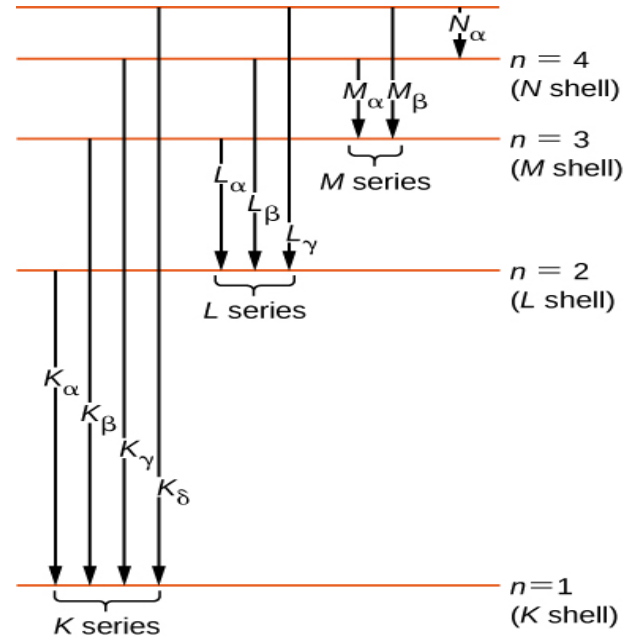 Nα
n = 4
(N shell)
Mα
Mβ
n = 3
(M shell)
M series
Lα
Lβ
Lγ
n = 2
(L shell)
L series
Kα
Kβ
Kγ
Kδ
n=1
(K shell)
K series